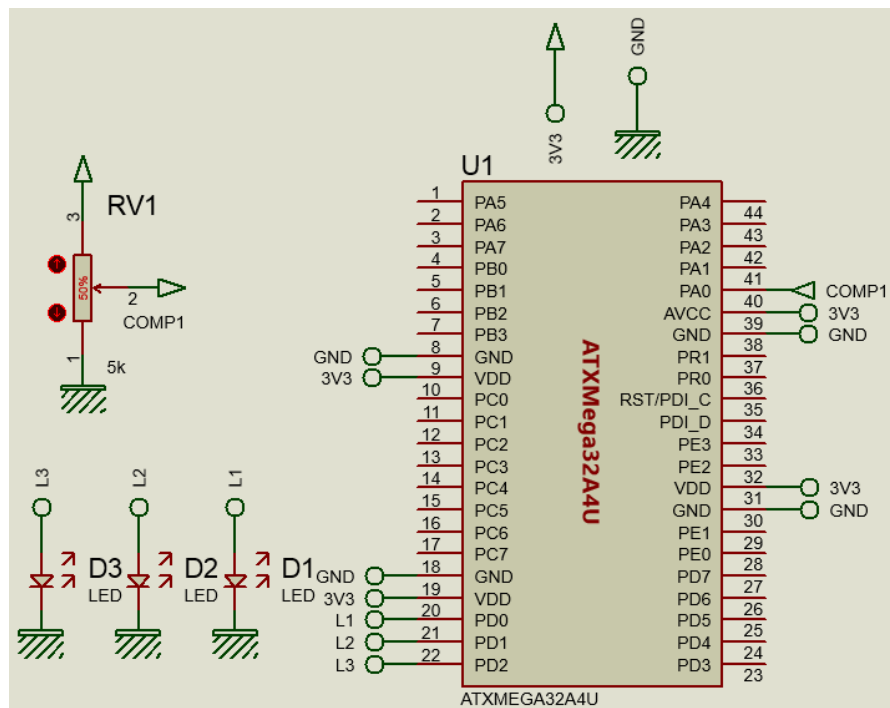 3V3
GND
U1
RV1
3
50%
2
COMP1
1
5k
1 PA5 PA4 44
2 PA6 PA3 43
3 PA7 PA2 42
4 PB0 PA1 41
5 PB1 PA0 40 COMP1
6 PB2 AVCC 39 3V3
7 PB3 GND 38 GND
GND 8 GND PR1 37
3V3 9 VDD PR0 36
10 PC0 RST/PDI_C 35
11 PC1 PDI_D 34
12 PC2 PE3 33
13 PC3 PE2 32
14 PC4 VDD 31 3V3
15 PC5 GND 30 GND
16 PC6 PE1 29
17 PC7 PE0 28
GND 18 GND PD7 27
3V3 19 VDD PD6 26
L1 20 PD0 PD5 25
L2 21 PD1 PD4 24
L3 22 PD2 PD3 23
ATXMega32A4U
ATXMEGA32A4U
L3
L2
L1
D3
LED
D2
LED
D1
LED